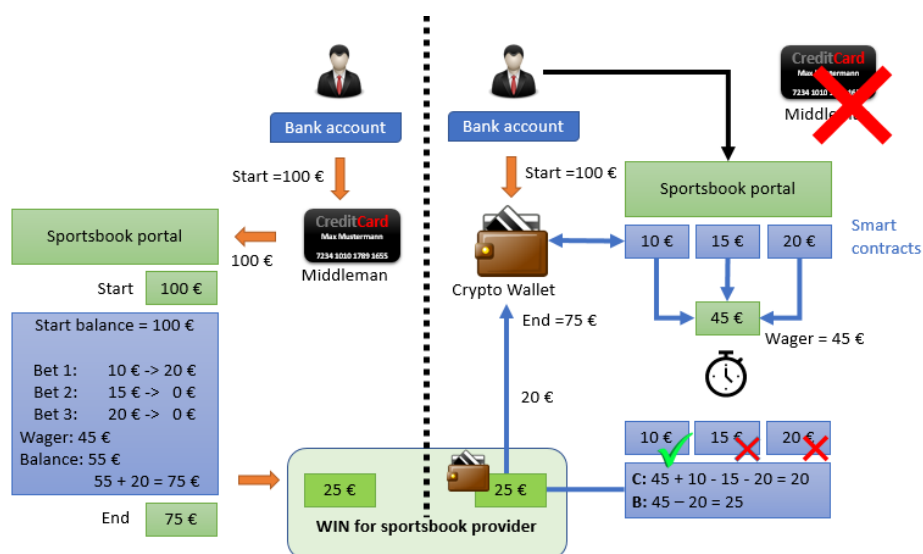 Bank account
Start =100 €
CreditCard
Max Mustermann
7234 1010 1789 1655
Middleman
100 €
Sportsbook portal
Start
100 €
Start balance = 100 €
Bet 1: 10 € -> 20 €
Bet 2: 15 € -> 0 €
Bet 3: 20 € -> 0 €
Wager: 45 €
Balance: 55 €
55 + 20 = 75 €
End
75 €
25 €
WIN for sportsbook provider
25 €
Bank account
Start =100 €
Crypto Wallet
End =75 €
20 €
CreditCard
Max Mustermann
7234 1010
Sportsbook portal
10 €
15 €
20 €
Smart
contracts
45 €
Wager = 45 €
10 €
15 €
20 €
C: 45 + 10 - 15 - 20 = 20
B: 45 – 20 = 25